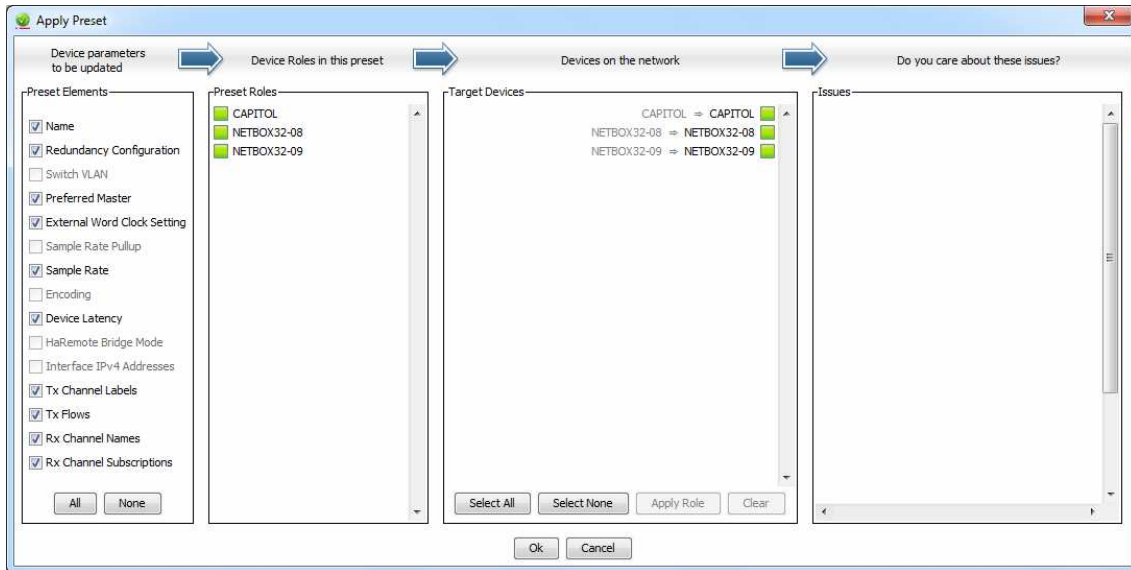 Apply Preset
Device parameters
to be updated
Device Roles in this preset
Devices on the network
Do you care about these issues?
Preset Elements
Name
Redundancy Configuration
Switch VLAN
Preferred Master
External Word Clock Setting
Sample Rate Pullup
Sample Rate
Encoding
Device Latency
HaRemote Bridge Mode
Interface IPv4 Addresses
Tx Channel Labels
Tx Flows
Rx Channel Names
Rx Channel Subscriptions
All None
Preset Roles
CAPITOL
NETBOX32-08
NETBOX32-09
Target Devices
CAPITOL ⇒ CAPITOL
NETBOX32-08 ⇒ NETBOX32-08
NETBOX32-09 ⇒ NETBOX32-09
Select All Select None Apply Role Clear
Issues
Ok Cancel